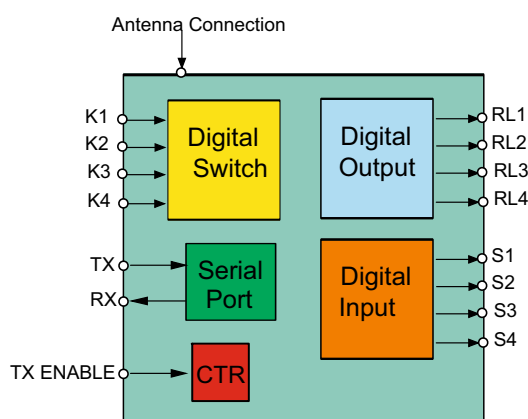 Antenna Connection
K1
K2
K3
K4
Digital
Switch
Digital
Output
RL1
RL2
RL3
RL4
TX
RX
Serial
Port
Digital
Input
S1
S2
S3
S4
TX ENABLE
CTR